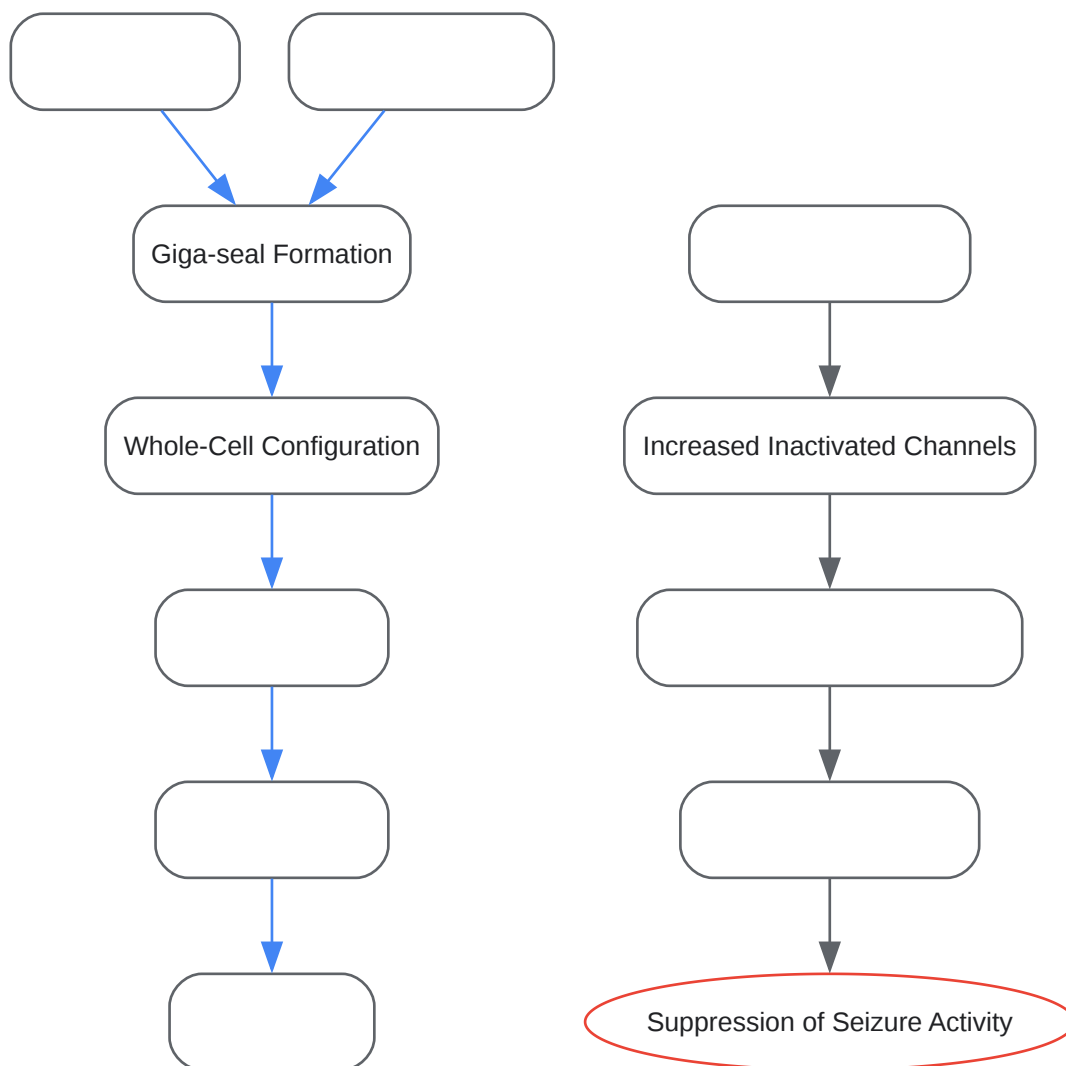 Giga-seal Formation
Whole-Cell Configuration
Increased Inactivated Channels
Suppression of Seizure Activity